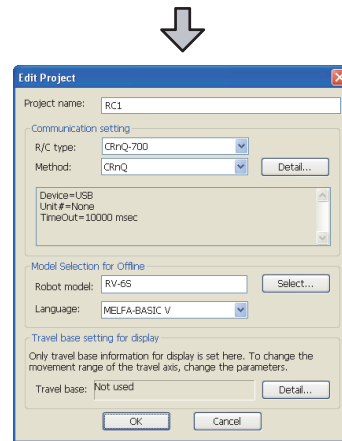 Edit Project
Project name: RC1
Communication setting
R/C type: CRnQ-700
Method: CRnQ Detail...
Device=USB
Unit#=None
TimeOut=10000 msec
Model Selection for Offline
Robot model: RV-6S Select...
Language: MELFA-BASIC V
Travel base setting for display
Only travel base information for display is set here. To change the
movement range of the travel axis, change the parameters.
Travel base: Not used Detail...
OK Cancel